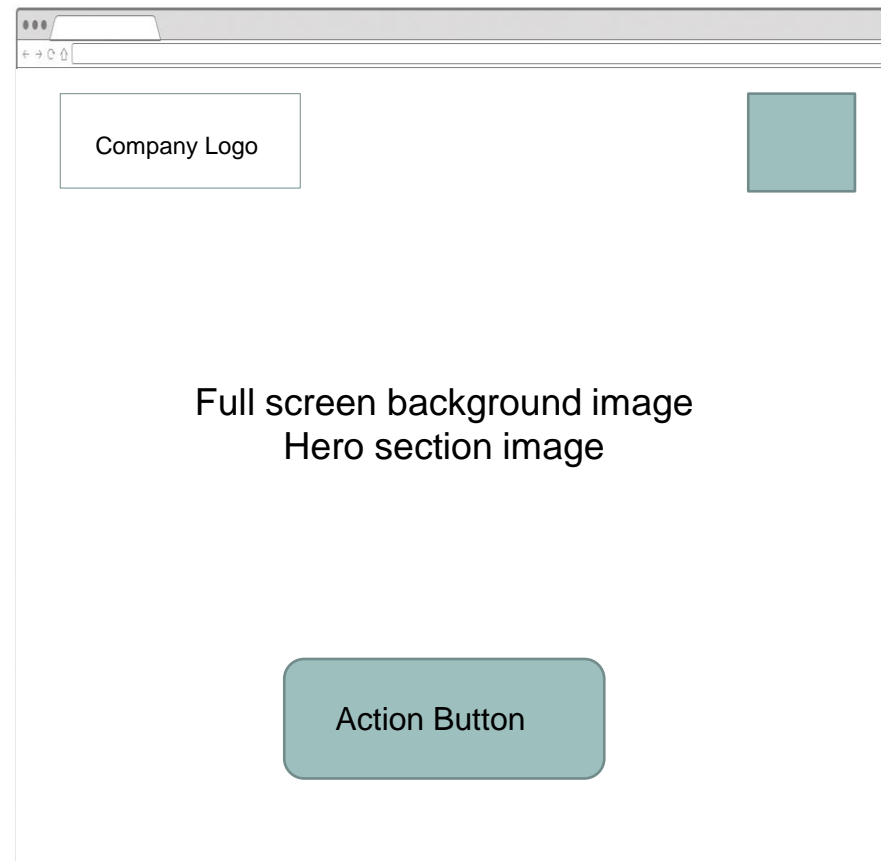 Company Logo
Full screen background image
Hero section image
Action Button